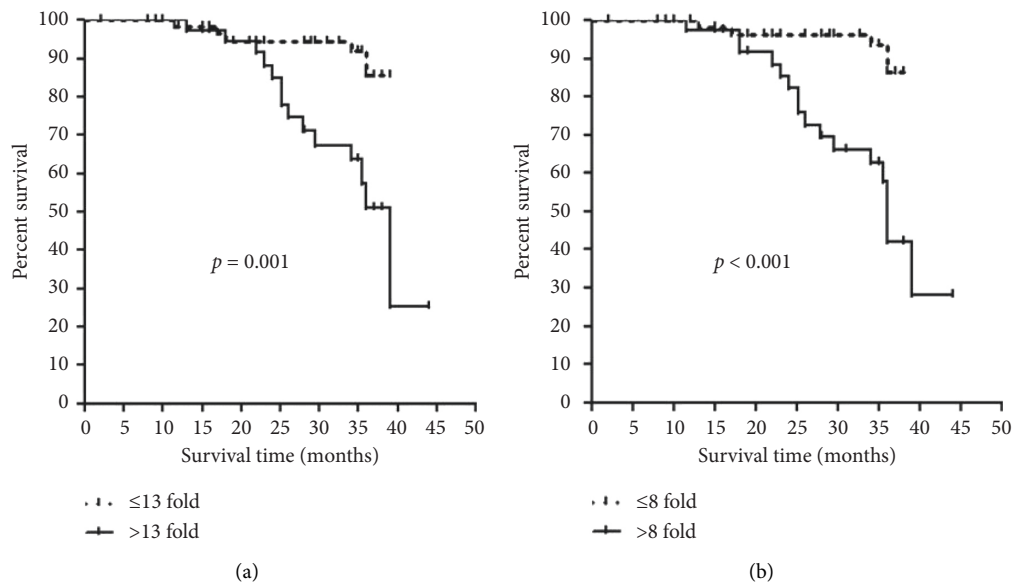 100
90
80
70
60
50
40
30
20
10
0
Percent survival
p = 0.001
0 5 10 15 20 25 30 35 40 45 50
Survival time (months)
≤13 fold
>13 fold
(a)
100
90
80
70
60
50
40
30
20
10
0
Percent survival
p < 0.001
0 5 10 15 20 25 30 35 40 45 50
Survival time (months)
≤8 fold
>8 fold
(b)